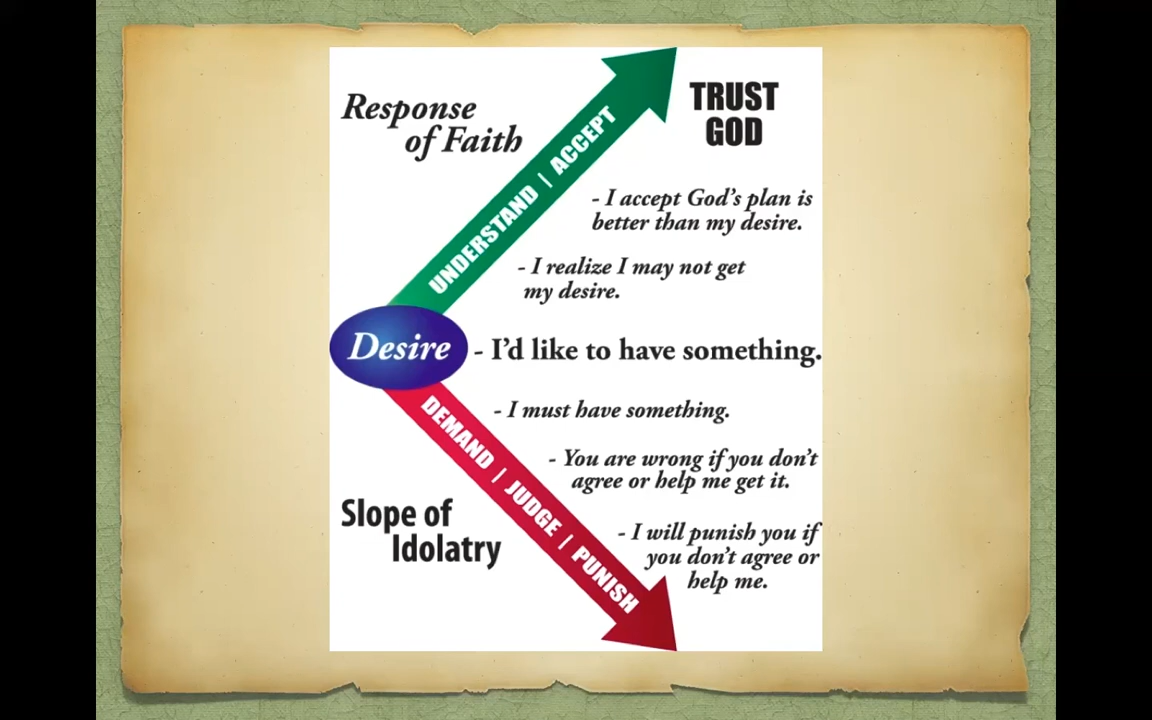 Response
of Faith
TRUST
GOD
UNDERSTAND | ACCEPT
- I accept God's plan is
better than my desire.
- I realize I may not get
my desire.
Desire
- I'd like to have something.
- I must have something.
DEMAND | JUDGE | PUNISH
- You are wrong if you don't
agree or help me get it.
Slope of
Idolatry
- I will punish you if
you don't agree or
help me.